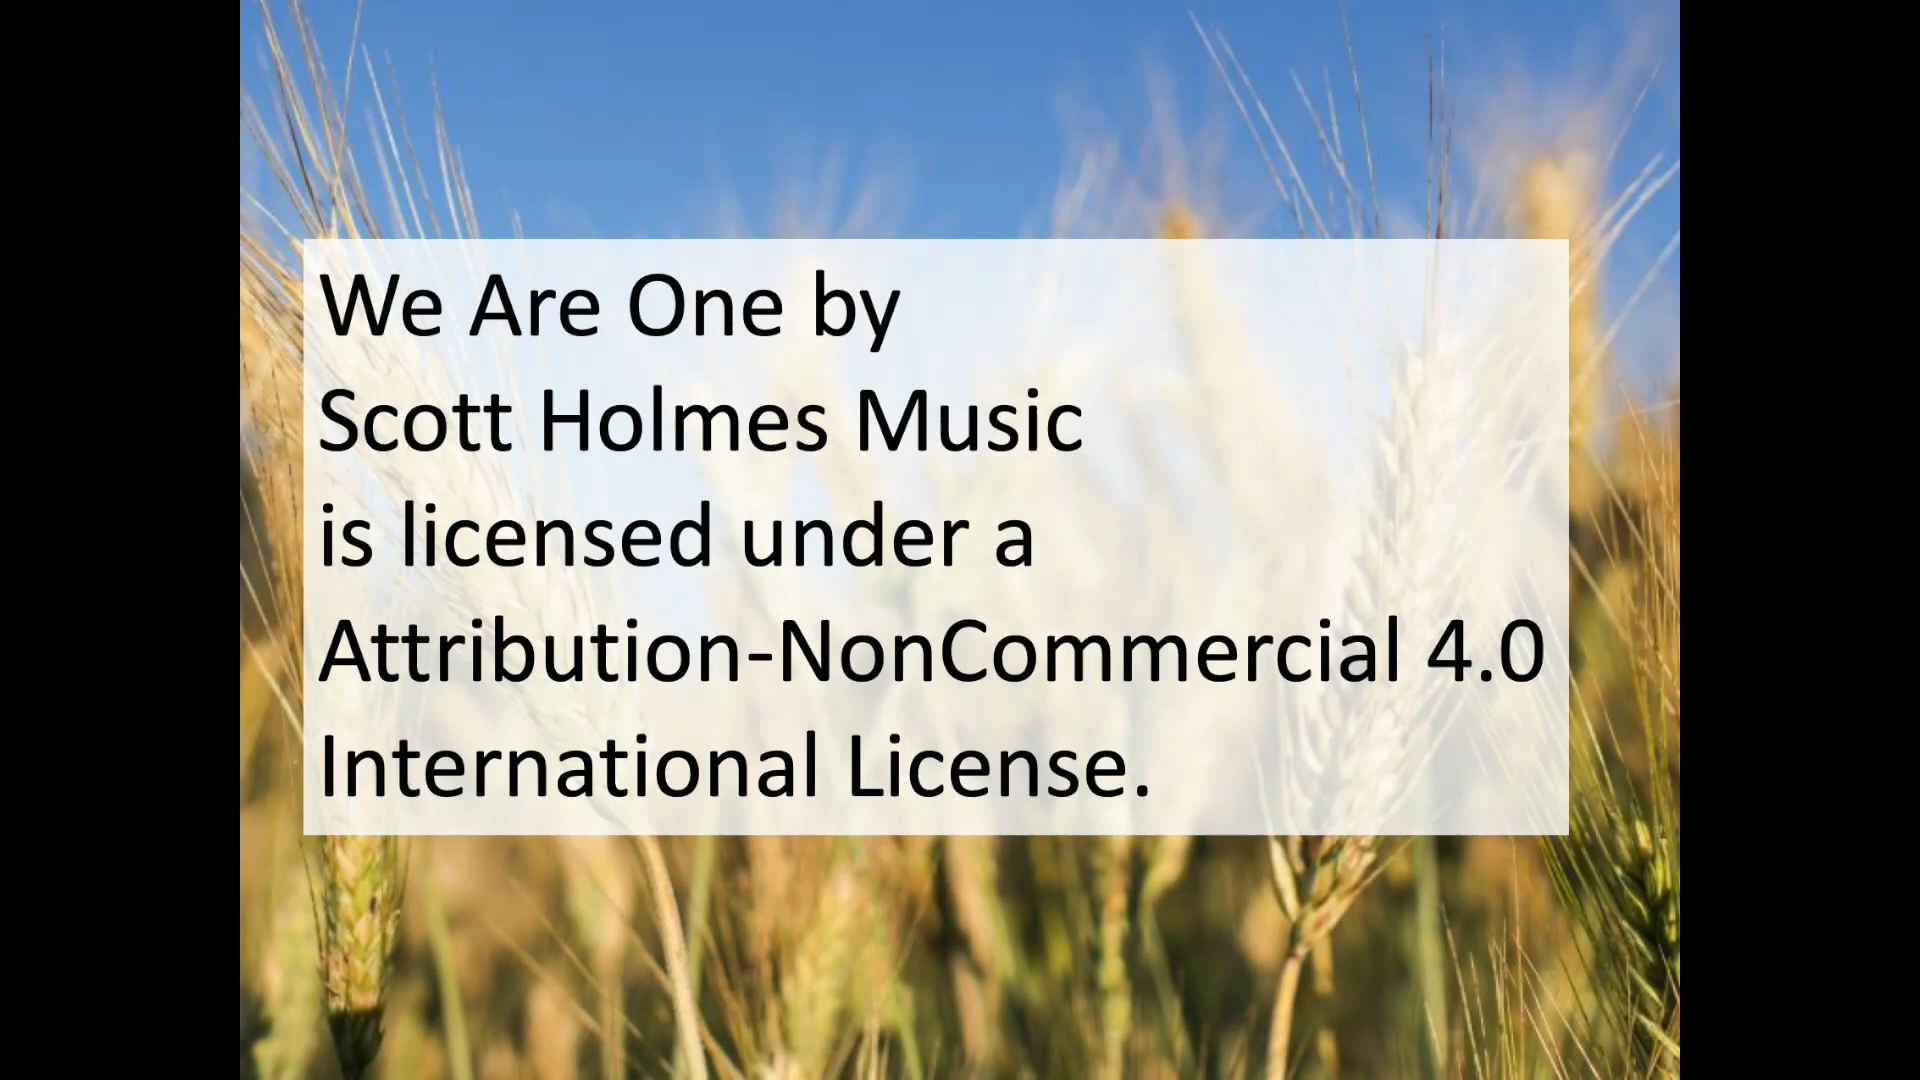 We Are One by
Scott Holmes Music
is licensed under a
Attribution-NonCommercial 4.0
International License.